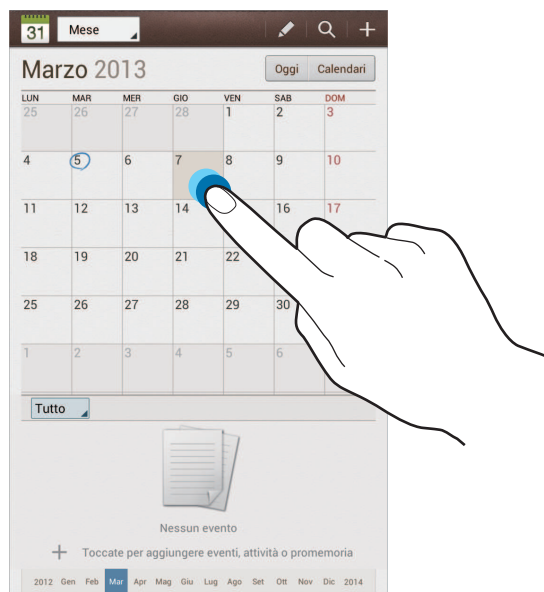 31 Mese
Marzo 2013 Oggi Calendari
LUN MAR MER GIO VEN SAB DOM
25 26 27 28 1 2 3
4 5 6 7 8 9 10
11 12 13 14 16 17
18 19 20 21 22
25 26 27 28 29 30
1 2 3 4 5 6
Tutto
Nessun evento
Toccate per aggiungere eventi, attività o promemoria
2012 Gen Feb Mar Apr Mag Giu Lug Ago Set Ott Nov Dic 2014